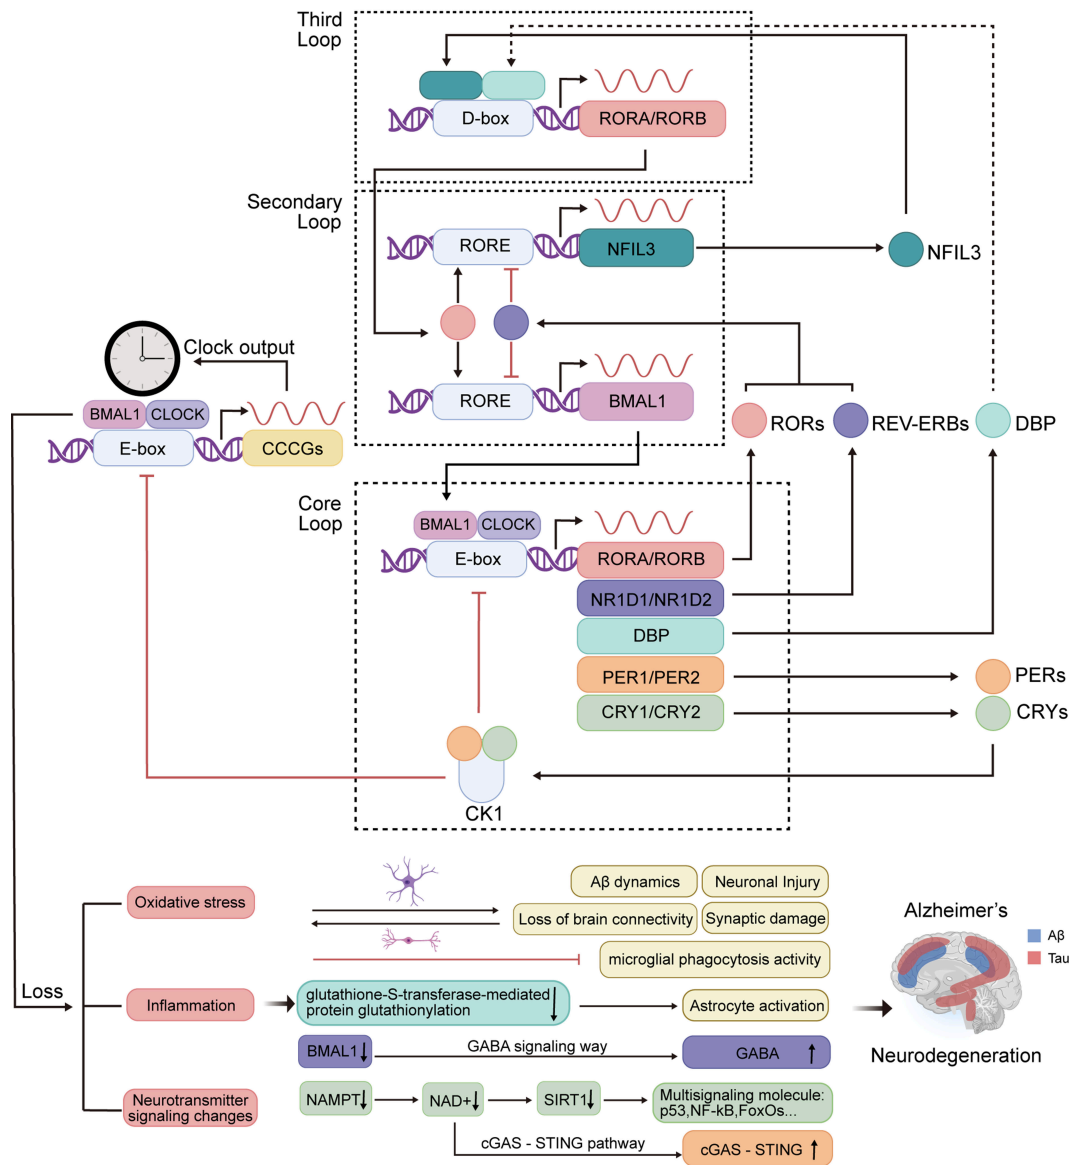 Third
Loop
D-box
RORA/RORB
Secondary
Loop
RORE
NFIL3
NFIL3
Clock output
BMAL1
CLOCK
E-box
CCCGs
RORE
BMAL1
RORs
REV-ERBs
DBP
Core
Loop
BMAL1
CLOCK
E-box
RORA/RORB
NR1D1/NR1D2
DBP
PER1/PER2
CRY1/CRY2
PERs
CRYs
CK1
Loss
Oxidative stress
Inflammation
Neurotransmitter
signaling changes
Aβ dynamics
Neuronal Injury
Loss of brain connectivity
Synaptic damage
microglial phagocytosis activity
glutathione-S-transferase-mediated
protein glutathionylation
Astrocyte activation
BMAL1
GABA signaling way
GABA
NAMPT
NAD+
SIRT1
Multisignaling molecule:
p53,NF-kB,FoxOs...
cGAS - STING pathway
cGAS - STING
Alzheimer's
Aβ
Tau
Neurodegeneration